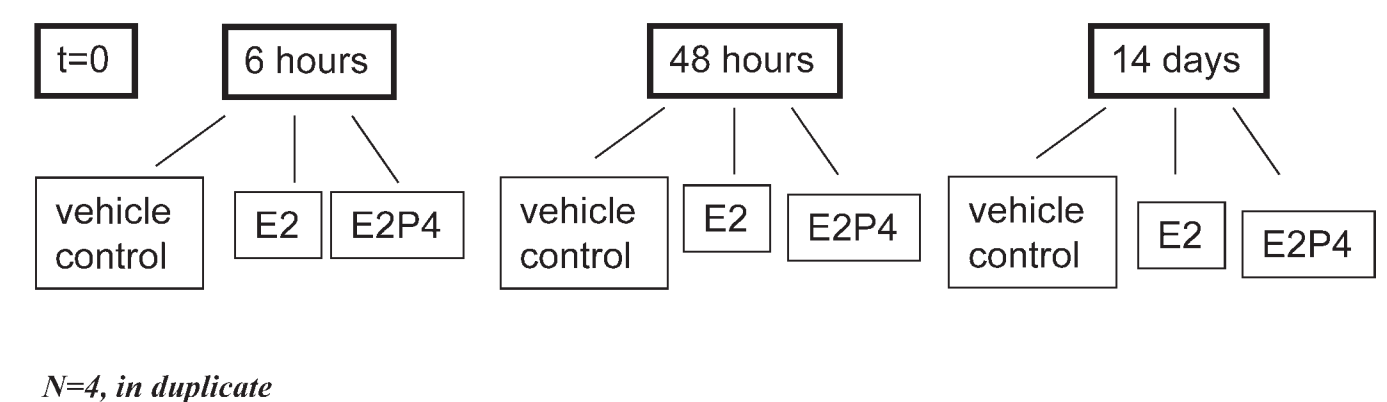 t=0
6 hours
48 hours
14 days
vehicle
control
E2
E2P4
vehicle
control
E2
E2P4
vehicle
control
E2
E2P4
N=4, in duplicate